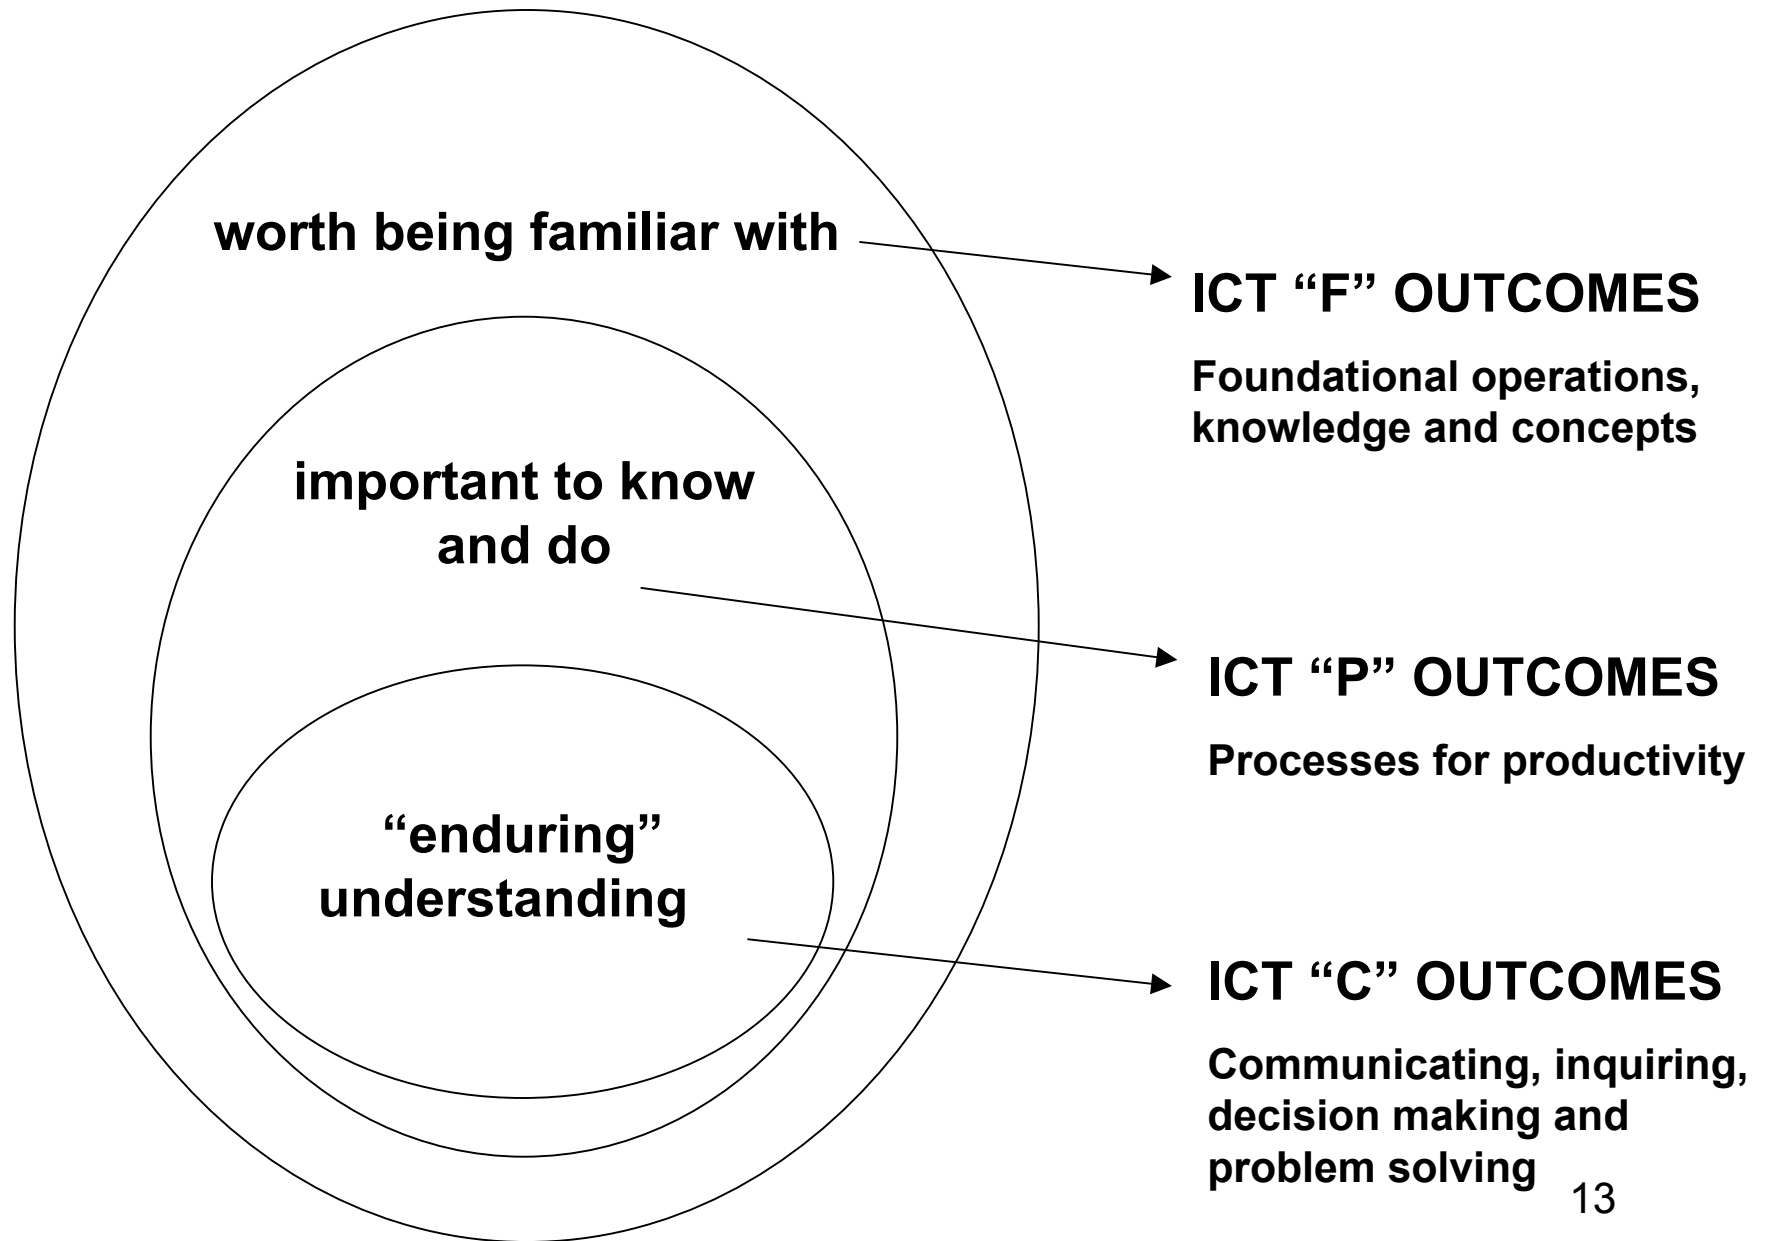 worth being familiar with
ICT “F” OUTCOMES
Foundational operations,
knowledge and concepts
important to know
and do
ICT “P” OUTCOMES
Processes for productivity
“enduring”
understanding
ICT “C” OUTCOMES
Communicating, inquiring,
decision making and
problem solving
13